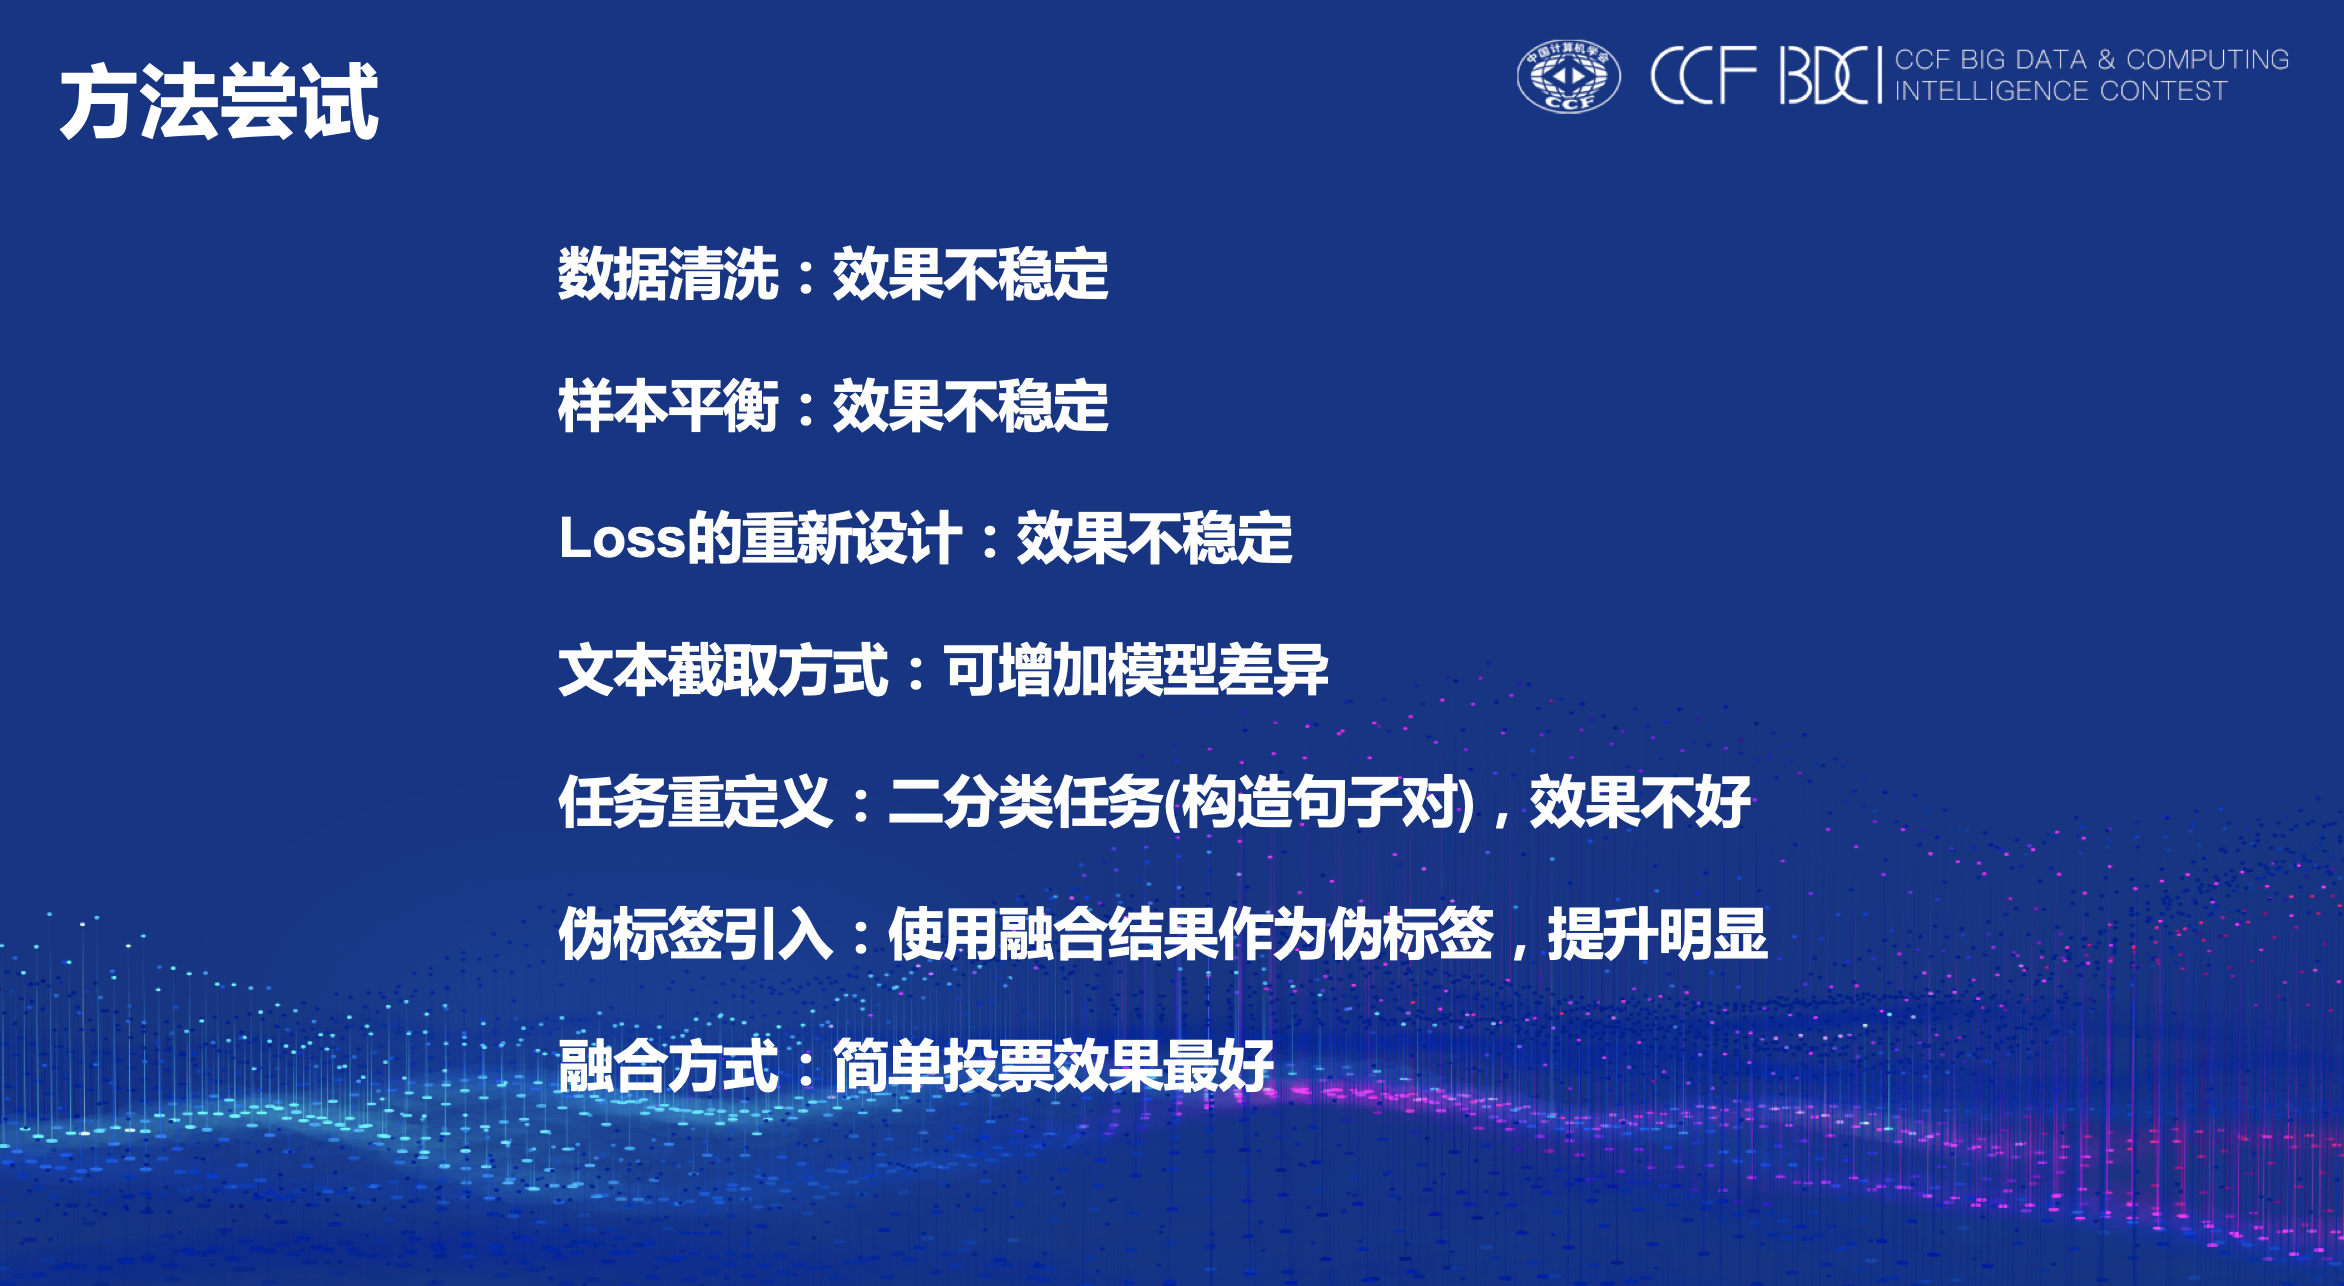 方法尝试
中国计算机学会
CCF
CCF BDCI
CCF BIG DATA & COMPUTING
INTELLIGENCE CONTEST
数据清洗：效果不稳定
样本平衡：效果不稳定
Loss的重新设计：效果不稳定
文本截取方式：可增加模型差异
任务重定义：二分类任务(构造句子对)，效果不好
伪标签引入：使用融合结果作为伪标签，提升明显
融合方式：简单投票效果最好